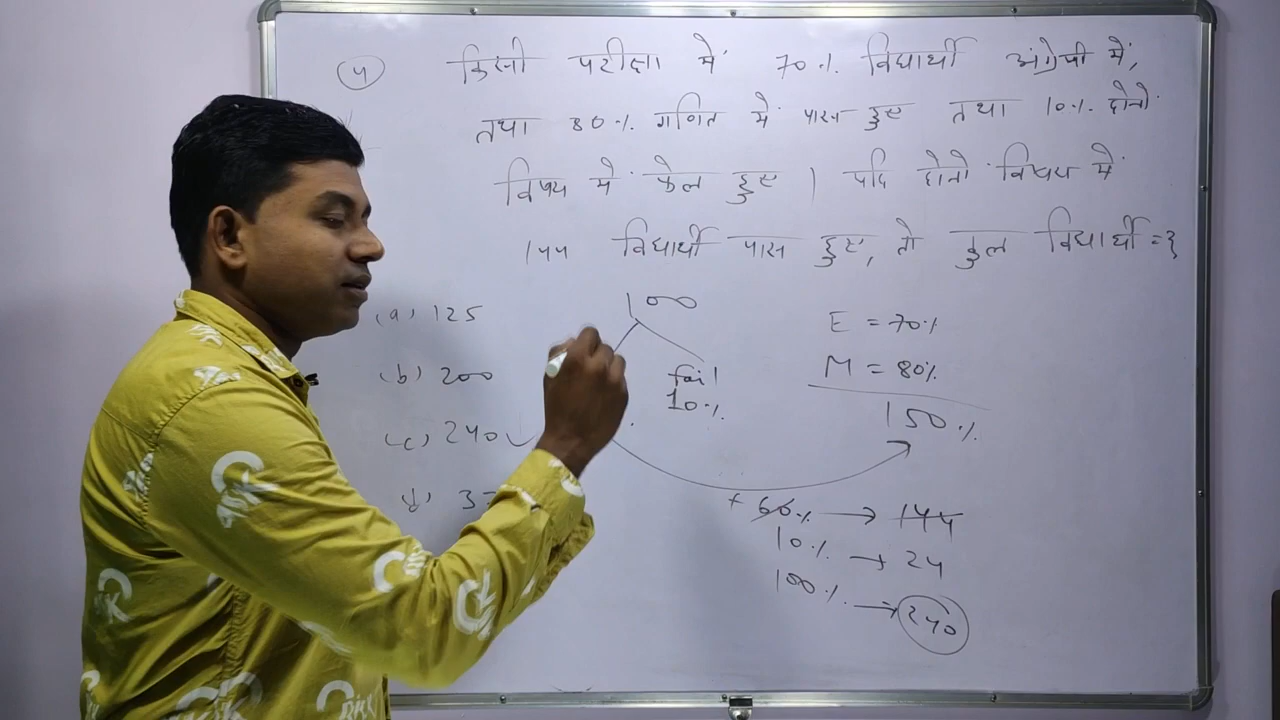 ५ किसी परीक्षा में 70% विद्यार्थी अंग्रेजी में,
तथा 80% गणित में पास हुए तथा 10% दोनो
विषय में फेल हुए । यदि दोनो विषय में
144 विद्यार्थी पास हुए, तो कुल विद्यार्थी = ?
(a) 125
(b) 200
(c) 240 ✓
(d)
100
fail
10%
E = 70%
M = 80%
150%
+ 60% → 144
10% → 24
100% → 240